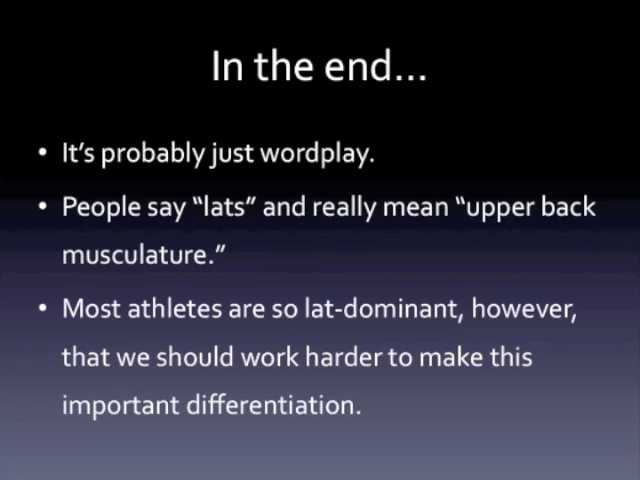 In the end…
• It’s probably just wordplay.
• People say “lats” and really mean “upper back
musculature.”
• Most athletes are so lat-dominant, however,
that we should work harder to make this
important differentiation.